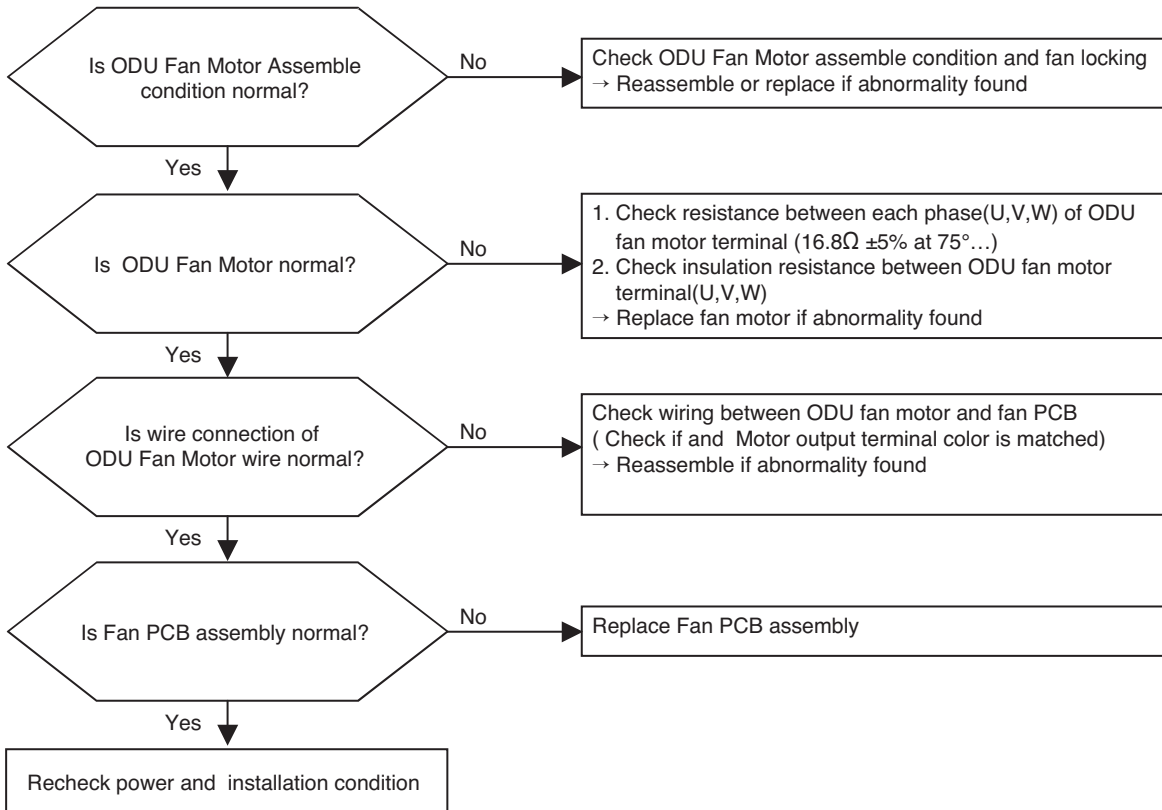 Is ODU Fan Motor Assemble
condition normal?
No
Check ODU Fan Motor assemble condition and fan locking
→ Reassemble or replace if abnormality found
Yes
Is ODU Fan Motor normal?
No
1. Check resistance between each phase(U,V,W) of ODU
fan motor terminal (16.8Ω ±5% at 75°…)
2. Check insulation resistance between ODU fan motor
terminal(U,V,W)
→ Replace fan motor if abnormality found
Yes
Is wire connection of
ODU Fan Motor wire normal?
No
Check wiring between ODU fan motor and fan PCB
( Check if and Motor output terminal color is matched)
→ Reassemble if abnormality found
Yes
Is Fan PCB assembly normal?
No
Replace Fan PCB assembly
Yes
Recheck power and installation condition